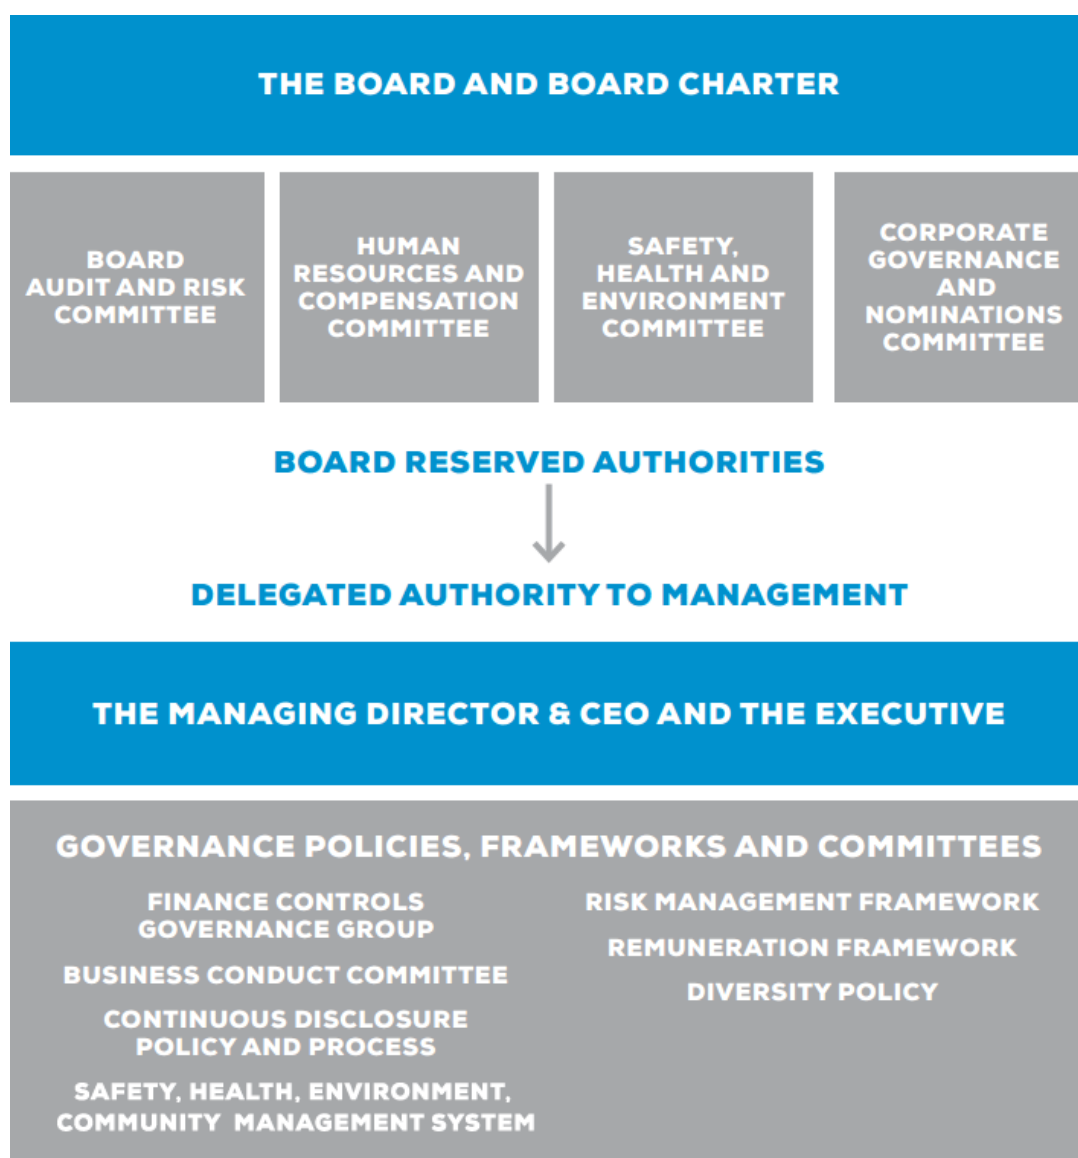 THE BOARD AND BOARD CHARTER
BOARD
AUDIT AND RISK
COMMITTEE
HUMAN
RESOURCES AND
COMPENSATION
COMMITTEE
SAFETY,
HEALTH AND
ENVIRONMENT
COMMITTEE
CORPORATE
GOVERNANCE
AND
NOMINATIONS
COMMITTEE
BOARD RESERVED AUTHORITIES
DELEGATED AUTHORITY TO MANAGEMENT
THE MANAGING DIRECTOR & CEO AND THE EXECUTIVE
GOVERNANCE POLICIES, FRAMEWORKS AND COMMITTEES
FINANCE CONTROLS
GOVERNANCE GROUP
BUSINESS CONDUCT COMMITTEE
CONTINUOUS DISCLOSURE
POLICY AND PROCESS
SAFETY, HEALTH, ENVIRONMENT,
COMMUNITY MANAGEMENT SYSTEM
RISK MANAGEMENT FRAMEWORK
REMUNERATION FRAMEWORK
DIVERSITY POLICY